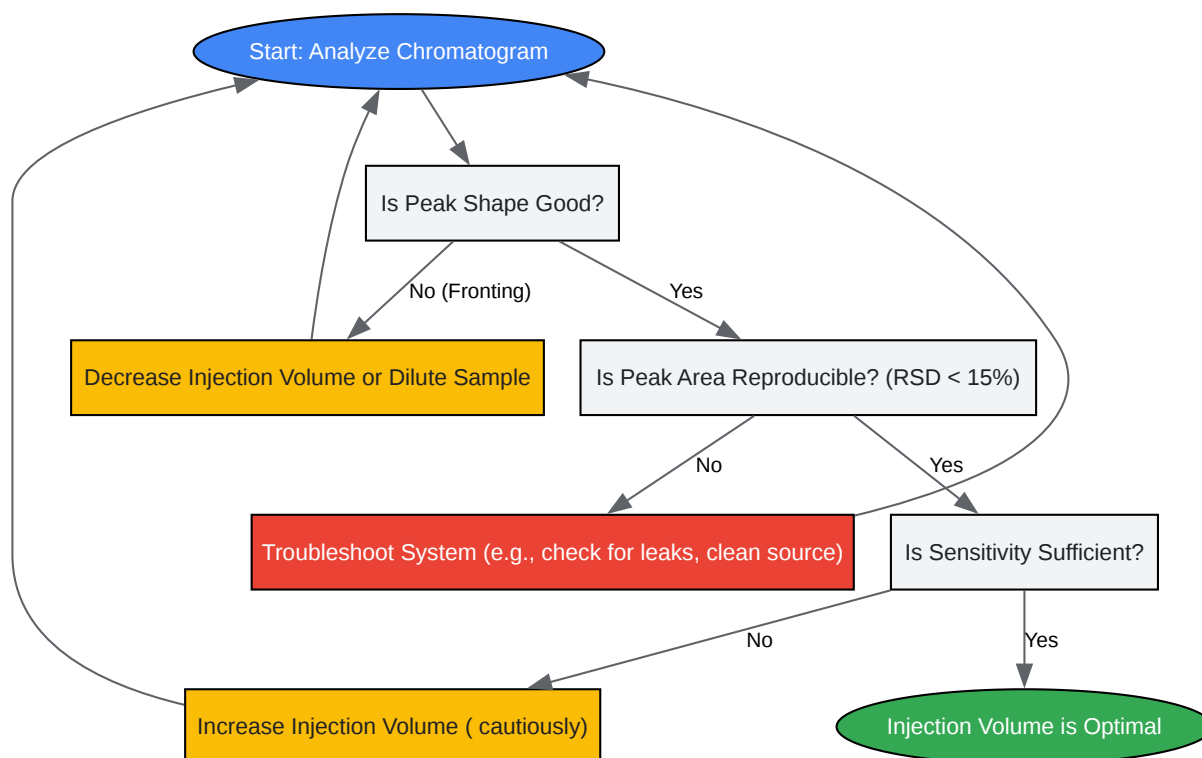 Start: Analyze Chromatogram
Is Peak Shape Good?
No (Fronting)
Yes
Decrease Injection Volume or Dilute Sample
Is Peak Area Reproducible? (RSD < 15%)
No
Yes
Troubleshoot System (e.g., check for leaks, clean source)
Is Sensitivity Sufficient?
No
Yes
Increase Injection Volume ( cautiously)
Injection Volume is Optimal